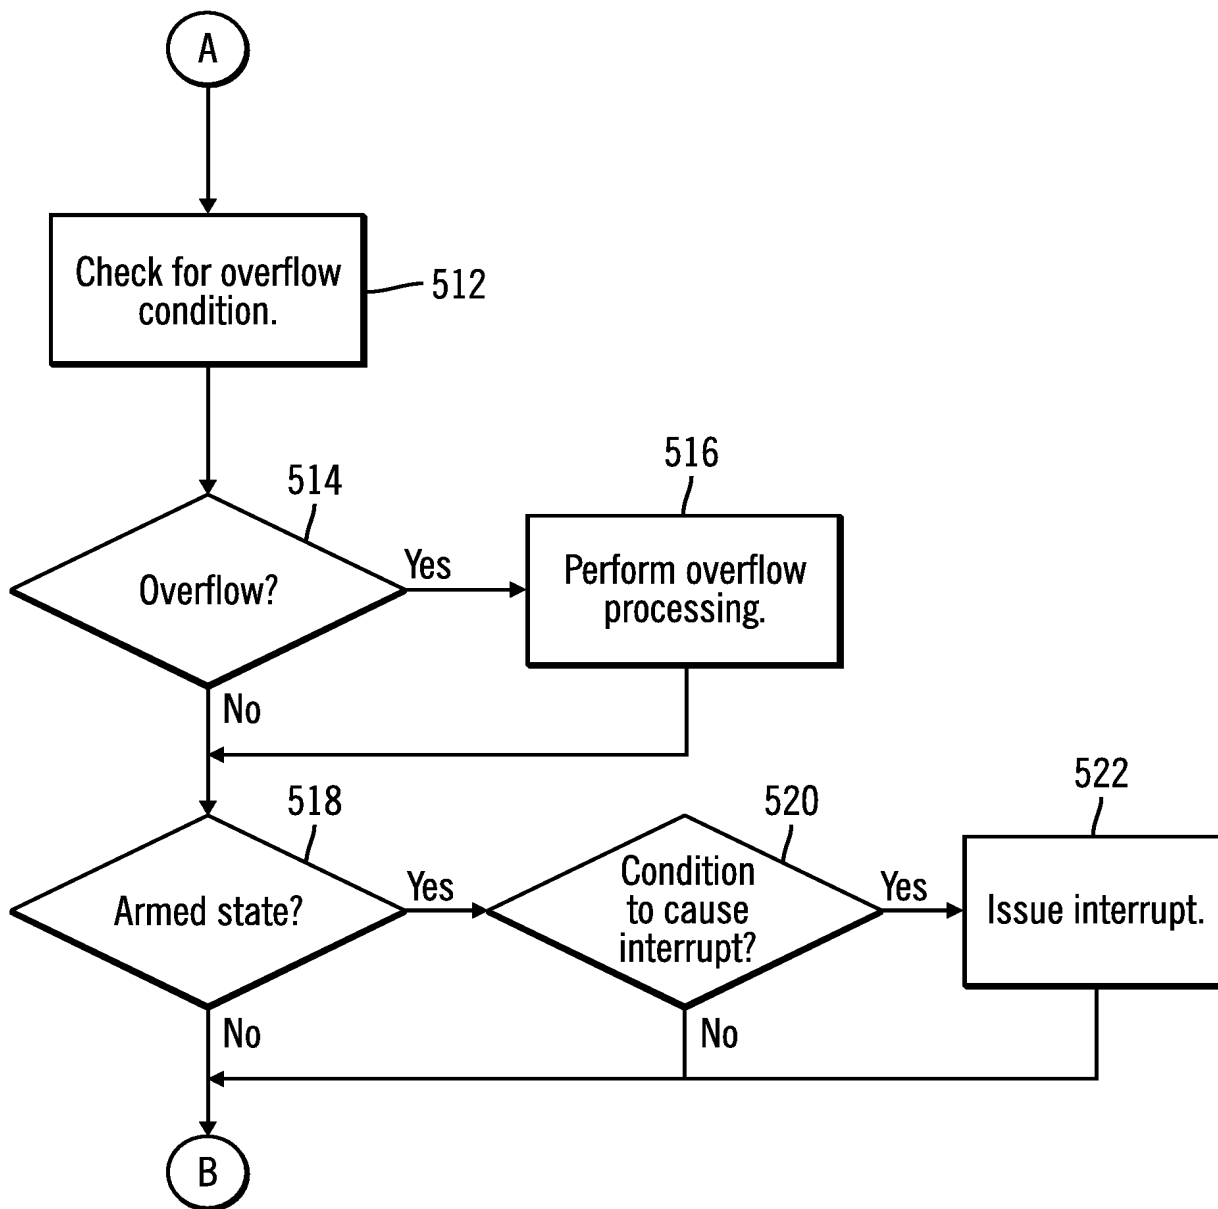 A
Check for overflow
condition.
512
514
Overflow?
Yes
516
Perform overflow
processing.
No
518
Armed state?
Yes
520
Condition
to cause
interrupt?
Yes
522
Issue interrupt.
No
No
B